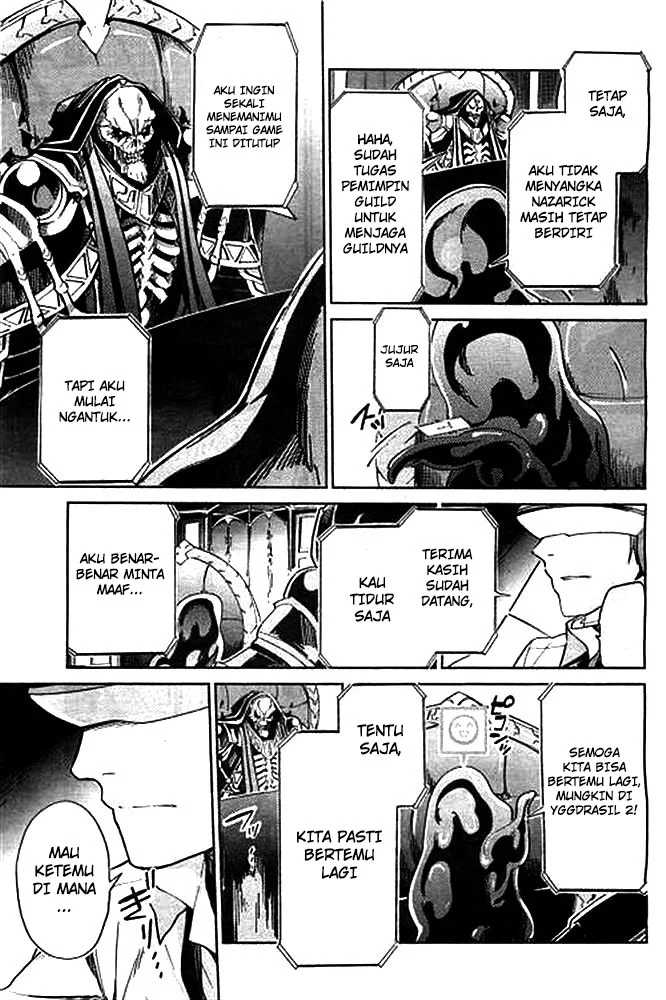 TETAP
SAJA,
AKU TIDAK
MENYANGKA
NAZARICK
MASIH TETAP
BERDIRI
HAHA,
SUDAH
TUGAS
PEMIMPIN
GUILD
UNTUK
MENJAGA
GUILDNYA
JUJUR
SAJA
AKU INGIN
SEKALI
MENEMANIMU
SAMPAI GAME
INI DITUTUP
TAPI AKU
MULAI
NGANTUK...
TERIMA
KASIH
SUDAH
DATANG,
KAU
TIDUR
SAJA
AKU BENAR-
BENAR MINTA
MAAF...
SEMOGA
KITA BISA
BERTEMU LAGI,
MUNGKIN DI
YGGDRASIL 2!
TENTU
SAJA,
KITA PASTI
BERTEMU
LAGI
MAU
KETEMU
DI MANA
...